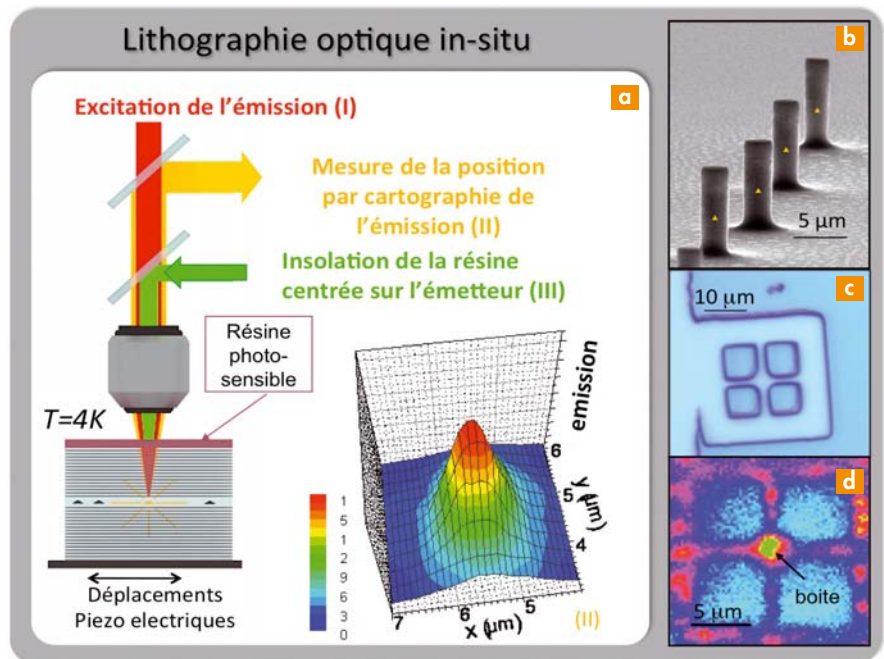 Lithographie optique in-situ
a
Excitation de l'émission (I)
Mesure de la position
par cartographie de
l'émission (II)
Insolation de la résine
centrée sur l'émetteur (III)
Résine
photo-
sensible
T=4K
Déplacements
Piezo electriques
1
5
1
2
9
6
3
0
emission
6
5
4
y (µm)
7
6
5
x (µm)
(II)
b
5 µm
c
10 µm
d
boite
5 µm